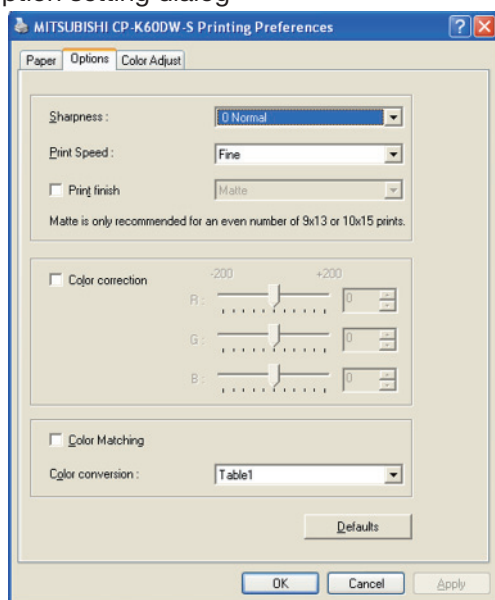 ption setting dialog
MITSUBISHI CP-K60DW-S Printing Preferences
Paper Options Color Adjust
Sharpness : 0 Normal
Print Speed : Fine
Print finish Matte
Matte is only recommended for an even number of 9x13 or 10x15 prints.
Color correction -200 +200
R : 0
G : 0
B : 0
Color Matching
Color conversion : Table1
Defaults
OK Cancel Apply